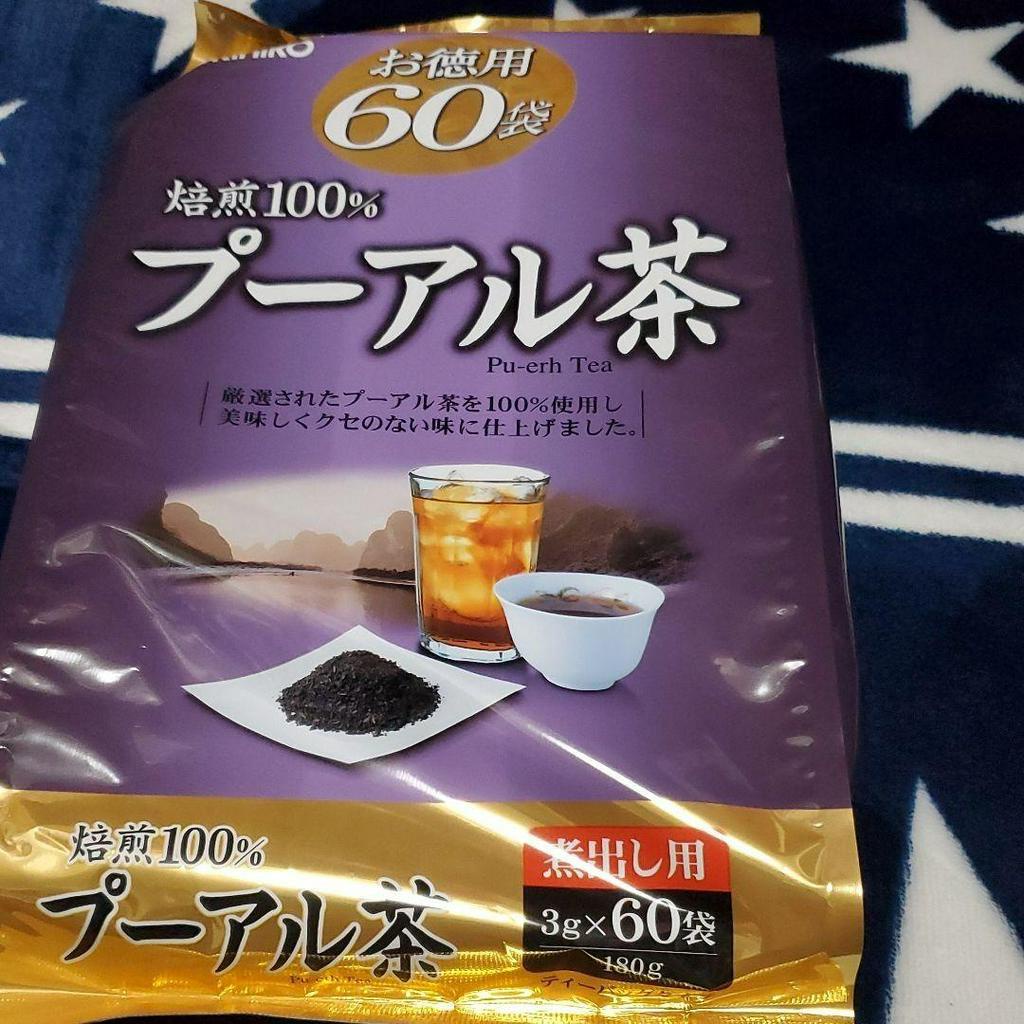 お徳用
60袋
焙煎100%
プーアル茶
Pu-erh Tea
厳選されたプーアル茶を100%使用し
美味しくクセのない味に仕上げました。
焙煎100%
プーアル茶
Pu-erh Tea
煮出し用
3g×60袋
180g